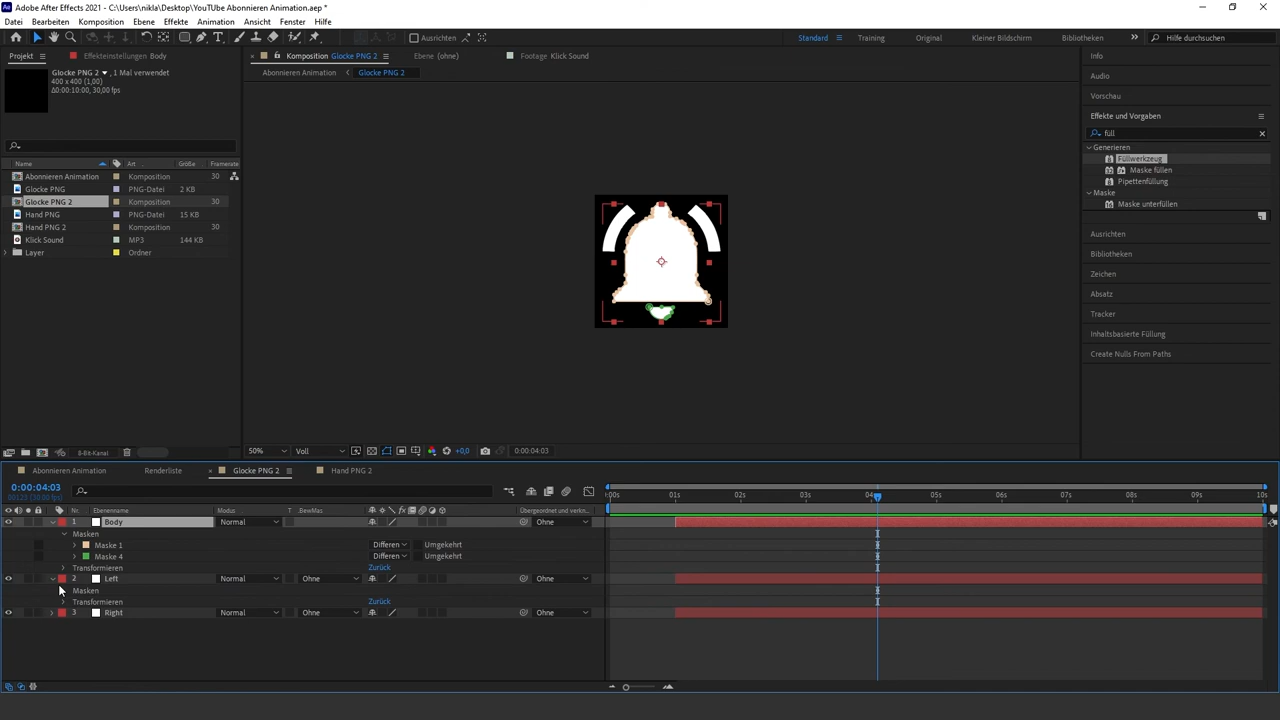 Adobe After Effects 2021 - C:\Users\nikla\Desktop\YouTUbe Abonnieren Animation.aep *
Datei Bearbeiten Komposition Ebene Effekte Animation Ansicht Fenster Hilfe
Ausrichten Standard Training Original Kleiner Bildschirm Bibliotheken Hilfe durchsuchen
Projekt Effekteinstellungen Body Komposition Glocke PNG 2 Ebene (ohne) Footage Klick Sound Info
Glocke PNG 2 , 1 Mal verwendet Abonnieren Animation Glocke PNG 2 Audio
400 x 400 (1,00)
Δ0:00:10:00, 30,00 fps
Vorschau
Effekte und Vorgaben
füll
Generieren
Füllwerkzeug
Maske füllen
Pipettenfüllung
Maske
Maske unterfüllen
Ausrichten
Bibliotheken
Zeichen
Absatz
Tracker
Inhaltsbasierte Füllung
Create Nulls From Paths
Name Art Größe Framerate
Abonnieren Animation Komposition 30
Glocke PNG PNG-Datei 2 KB
Glocke PNG 2 Komposition 30
Hand PNG PNG-Datei 15 KB
Hand PNG 2 Komposition 30
Klick Sound MP3 144 KB
Layer Ordner
8-Bit-Kanal 50% Voll +0,0 0:00:04:03
Abonnieren Animation Renderliste Glocke PNG 2 Hand PNG 2
0:00:04:03
00123 (30.00 fps)
:00s 01s 02s 03s 04s 05s 06s 07s 08s 09s 10s
Nr. Ebenenname Modus T BewMas Übergeordnet und verkn...
1 Body Normal Ohne
Masken
Maske 1 Differen Umgekehrt
Maske 4 Differen Umgekehrt
Transformieren Zurück
2 Left Normal Ohne Ohne
Masken
Transformieren Zurück
3 Right Normal Ohne Ohne